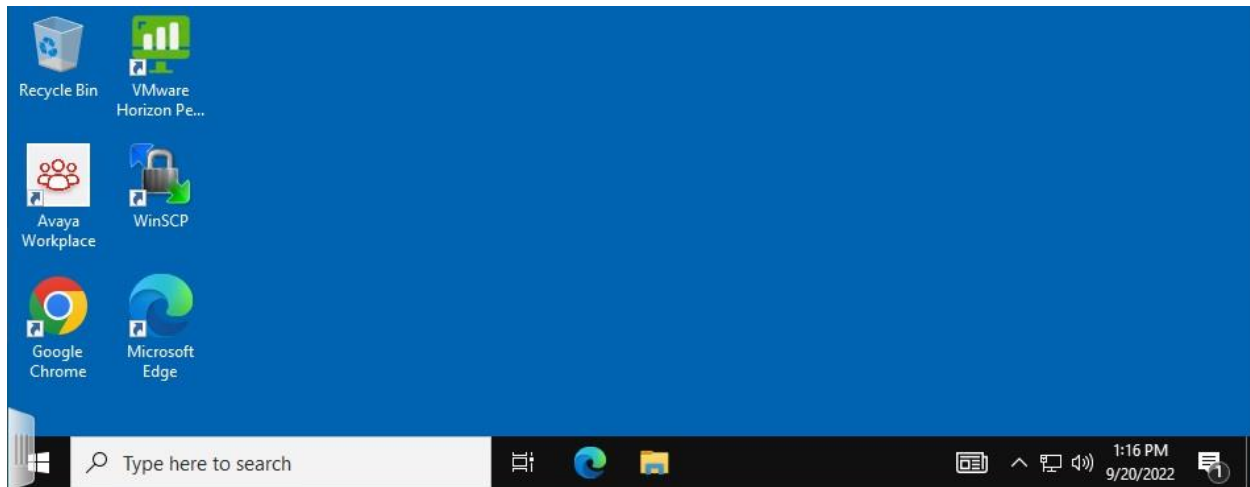 Recycle Bin
VMware
Horizon Pe...
Avaya
Workplace
WinSCP
Google
Chrome
Microsoft
Edge
Type here to search
1:16 PM
9/20/2022
1